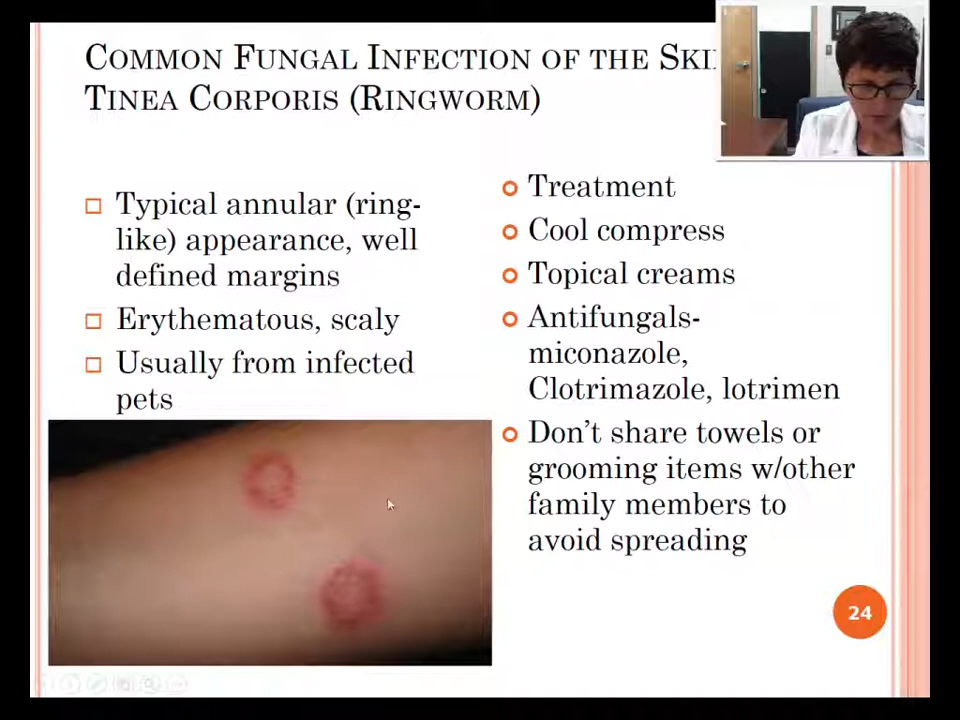 COMMON FUNGAL INFECTION OF THE
TINEA CORPORIS (RINGWORM)
Typical annular (ring-
like) appearance, well
defined margins
Erythematous, scaly
Usually from infected
pets
Treatment
Cool compress
Topical creams
Antifungals-
miconazole,
Clotrimazole, lotrimen
Don't share towels or
grooming items w/other
family members to
avoid spreading
24